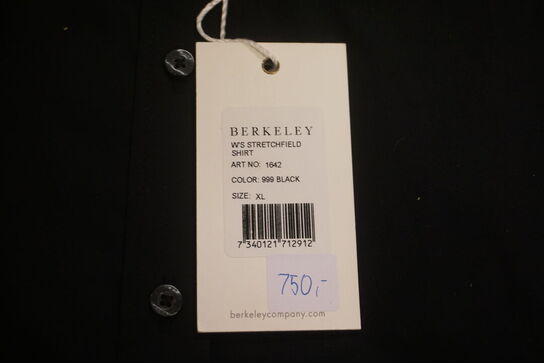 BERKELEY
W'S STRETCHFIELD
SHIRT
ART NO: 1642
COLOR: 999 BLACK
SIZE: XL
7 340121 712912
750,-
berkeleycompany.com